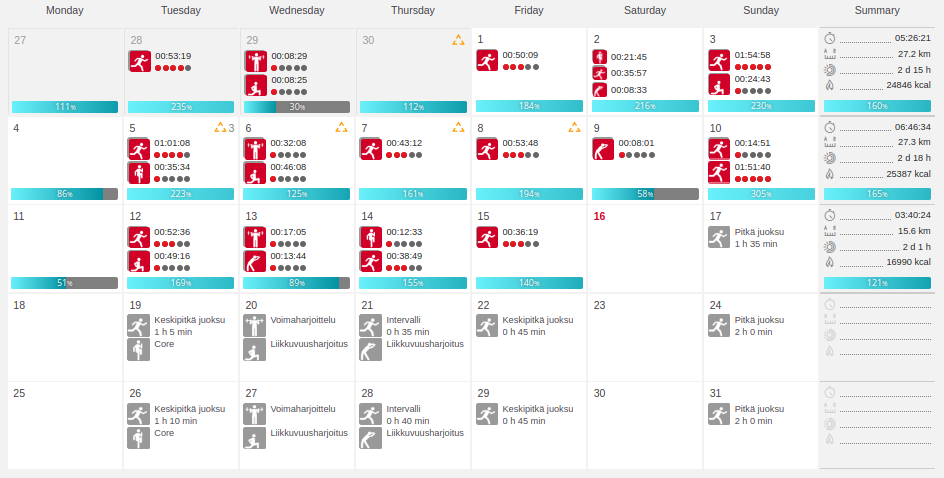 Monday Tuesday Wednesday Thursday Friday Saturday Sunday Summary
27 28 29 30 1 2 3
00:53:19
00:08:29
00:08:25
00:50:09
00:21:45
00:35:57
00:08:33
01:54:58
00:24:43
05:26:21
27.2 km
2 d 15 h
24846 kcal
111% 235% 30% 112% 184% 216% 230% 160%
4 5 3 6 7 8 9 10
01:01:08
00:35:34
00:32:08
00:46:08
00:43:12
00:53:48
00:08:01
00:14:51
01:51:40
06:46:34
27.3 km
2 d 18 h
25387 kcal
86% 223% 125% 161% 194% 58% 305% 165%
11 12 13 14 15 16 17
00:52:36
00:49:16
00:17:05
00:13:44
00:12:33
00:38:49
00:36:19
Pitkä juoksu
1 h 35 min
03:40:24
15.6 km
2 d 1 h
16990 kcal
51% 169% 89% 155% 140% 121%
18 19 20 21 22 23 24
Keskipitkä juoksu
1 h 5 min
Core
Voimaharjoittelu
Liikkuvuusharjoitus
Intervalli
0 h 35 min
Liikkuvuusharjoitus
Keskipitkä juoksu
0 h 45 min
Pitkä juoksu
2 h 0 min
25 26 27 28 29 30 31
Keskipitkä juoksu
1 h 10 min
Core
Voimaharjoittelu
Liikkuvuusharjoitus
Intervalli
0 h 40 min
Liikkuvuusharjoitus
Keskipitkä juoksu
0 h 45 min
Pitkä juoksu
2 h 0 min